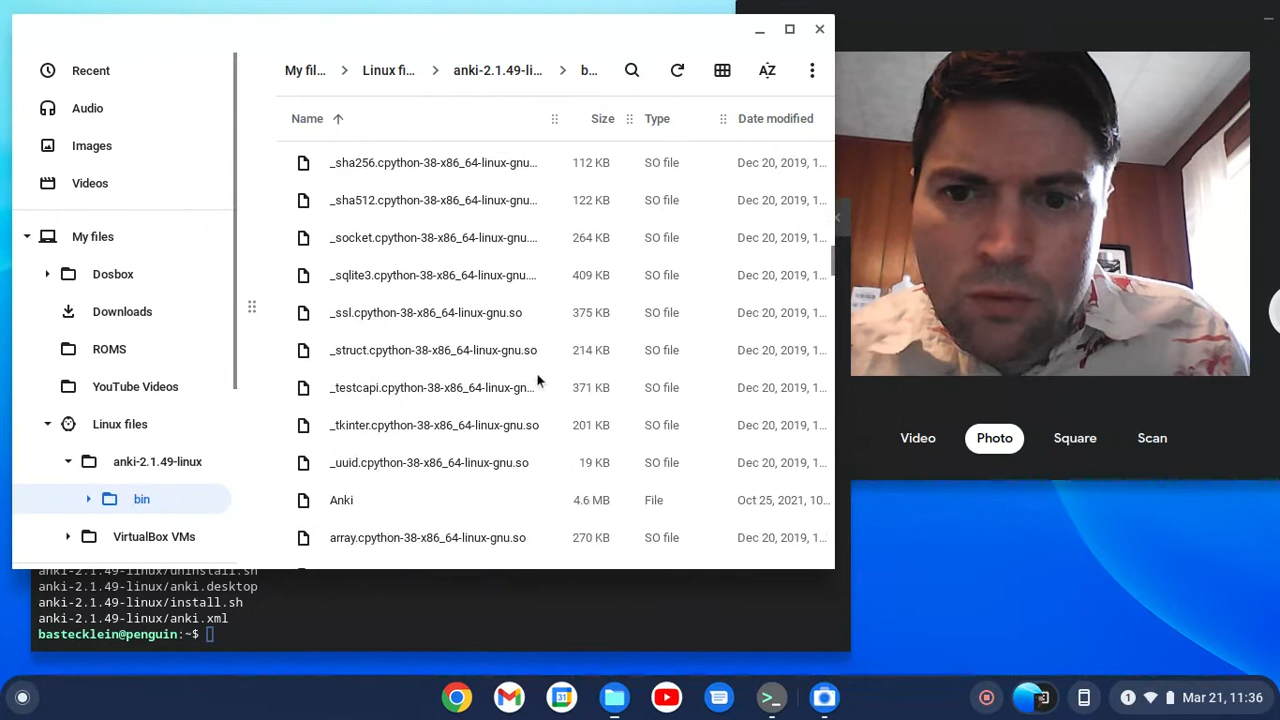 Recent
Audio
Images
Videos
My files
Dosbox
Downloads
ROMS
YouTube Videos
Linux files
anki-2.1.49-linux
bin
VirtualBox VMs
My fil... Linux fi... anki-2.1.49-li... b... AZ
Name Size Type Date modified
_sha256.cpython-38-x86_64-linux-gnu... 112 KB SO file Dec 20, 2019, 1...
_sha512.cpython-38-x86_64-linux-gnu... 122 KB SO file Dec 20, 2019, 1...
_socket.cpython-38-x86_64-linux-gnu.... 264 KB SO file Dec 20, 2019, 1...
_sqlite3.cpython-38-x86_64-linux-gnu.... 409 KB SO file Dec 20, 2019, 1...
_ssl.cpython-38-x86_64-linux-gnu.so 375 KB SO file Dec 20, 2019, 1...
_struct.cpython-38-x86_64-linux-gnu.so 214 KB SO file Dec 20, 2019, 1...
_testcapi.cpython-38-x86_64-linux-gn... 371 KB SO file Dec 20, 2019, 1...
_tkinter.cpython-38-x86_64-linux-gnu.so 201 KB SO file Dec 20, 2019, 1...
_uuid.cpython-38-x86_64-linux-gnu.so 19 KB SO file Dec 20, 2019, 1...
Anki 4.6 MB File Oct 25, 2021, 10...
array.cpython-38-x86_64-linux-gnu.so 270 KB SO file Dec 20, 2019, 1...
anki-2.1.49-linux/uninstall.sh
anki-2.1.49-linux/anki.desktop
anki-2.1.49-linux/install.sh
anki-2.1.49-linux/anki.xml
bastecklein@penguin:~$
Video Photo Square Scan
31
>_
1 Mar 21, 11:36